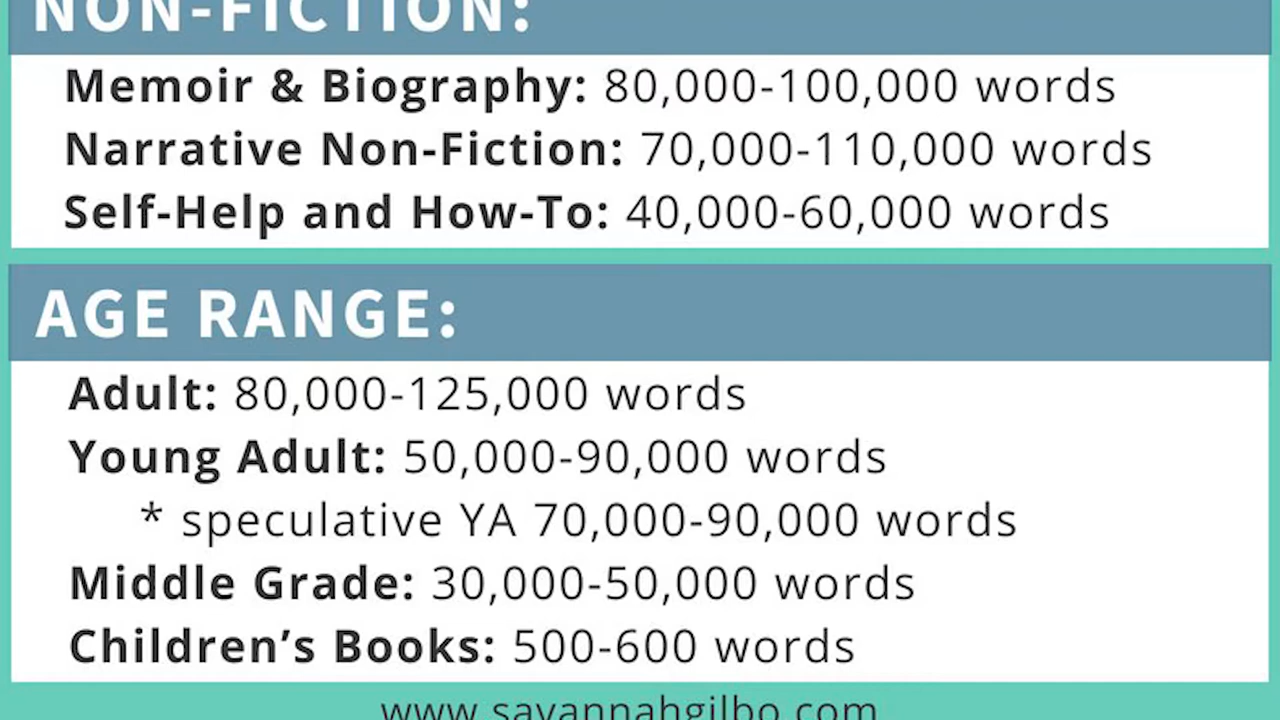 NON-FICTION:
Memoir & Biography: 80,000-100,000 words
Narrative Non-Fiction: 70,000-110,000 words
Self-Help and How-To: 40,000-60,000 words
AGE RANGE:
Adult: 80,000-125,000 words
Young Adult: 50,000-90,000 words
* speculative YA 70,000-90,000 words
Middle Grade: 30,000-50,000 words
Children’s Books: 500-600 words
www.savannahgilbo.com